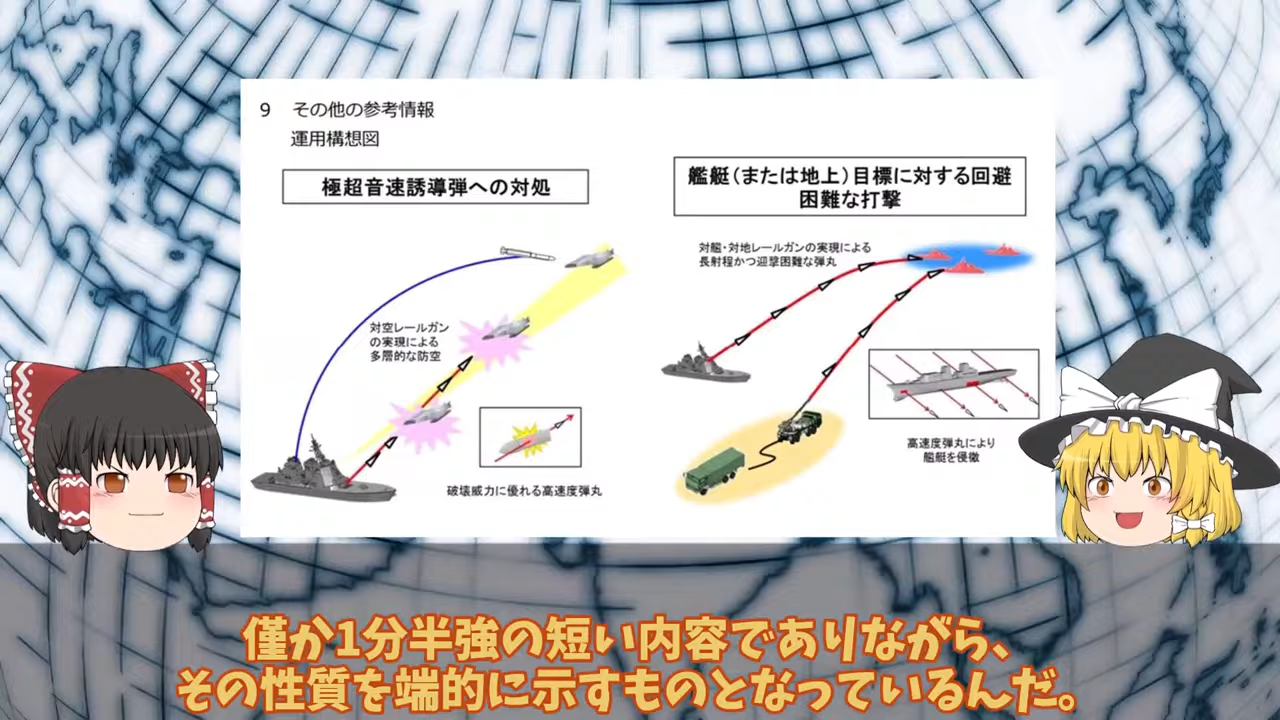 9 その他の参考情報
運用構想図
極超音速誘導弾への対処
対空レールガン
の実現による
多層的な防空
破壊威力に優れる高速度弾丸
艦艇(または地上)目標に対する回避
困難な打撃
対艦・対地レールガンの実現による
長射程かつ迎撃困難な弾丸
高速度弾丸により
艦艇を侵徹
僅か1分半強の短い内容でありながら、
その性質を端的に示すものとなっているんだ。